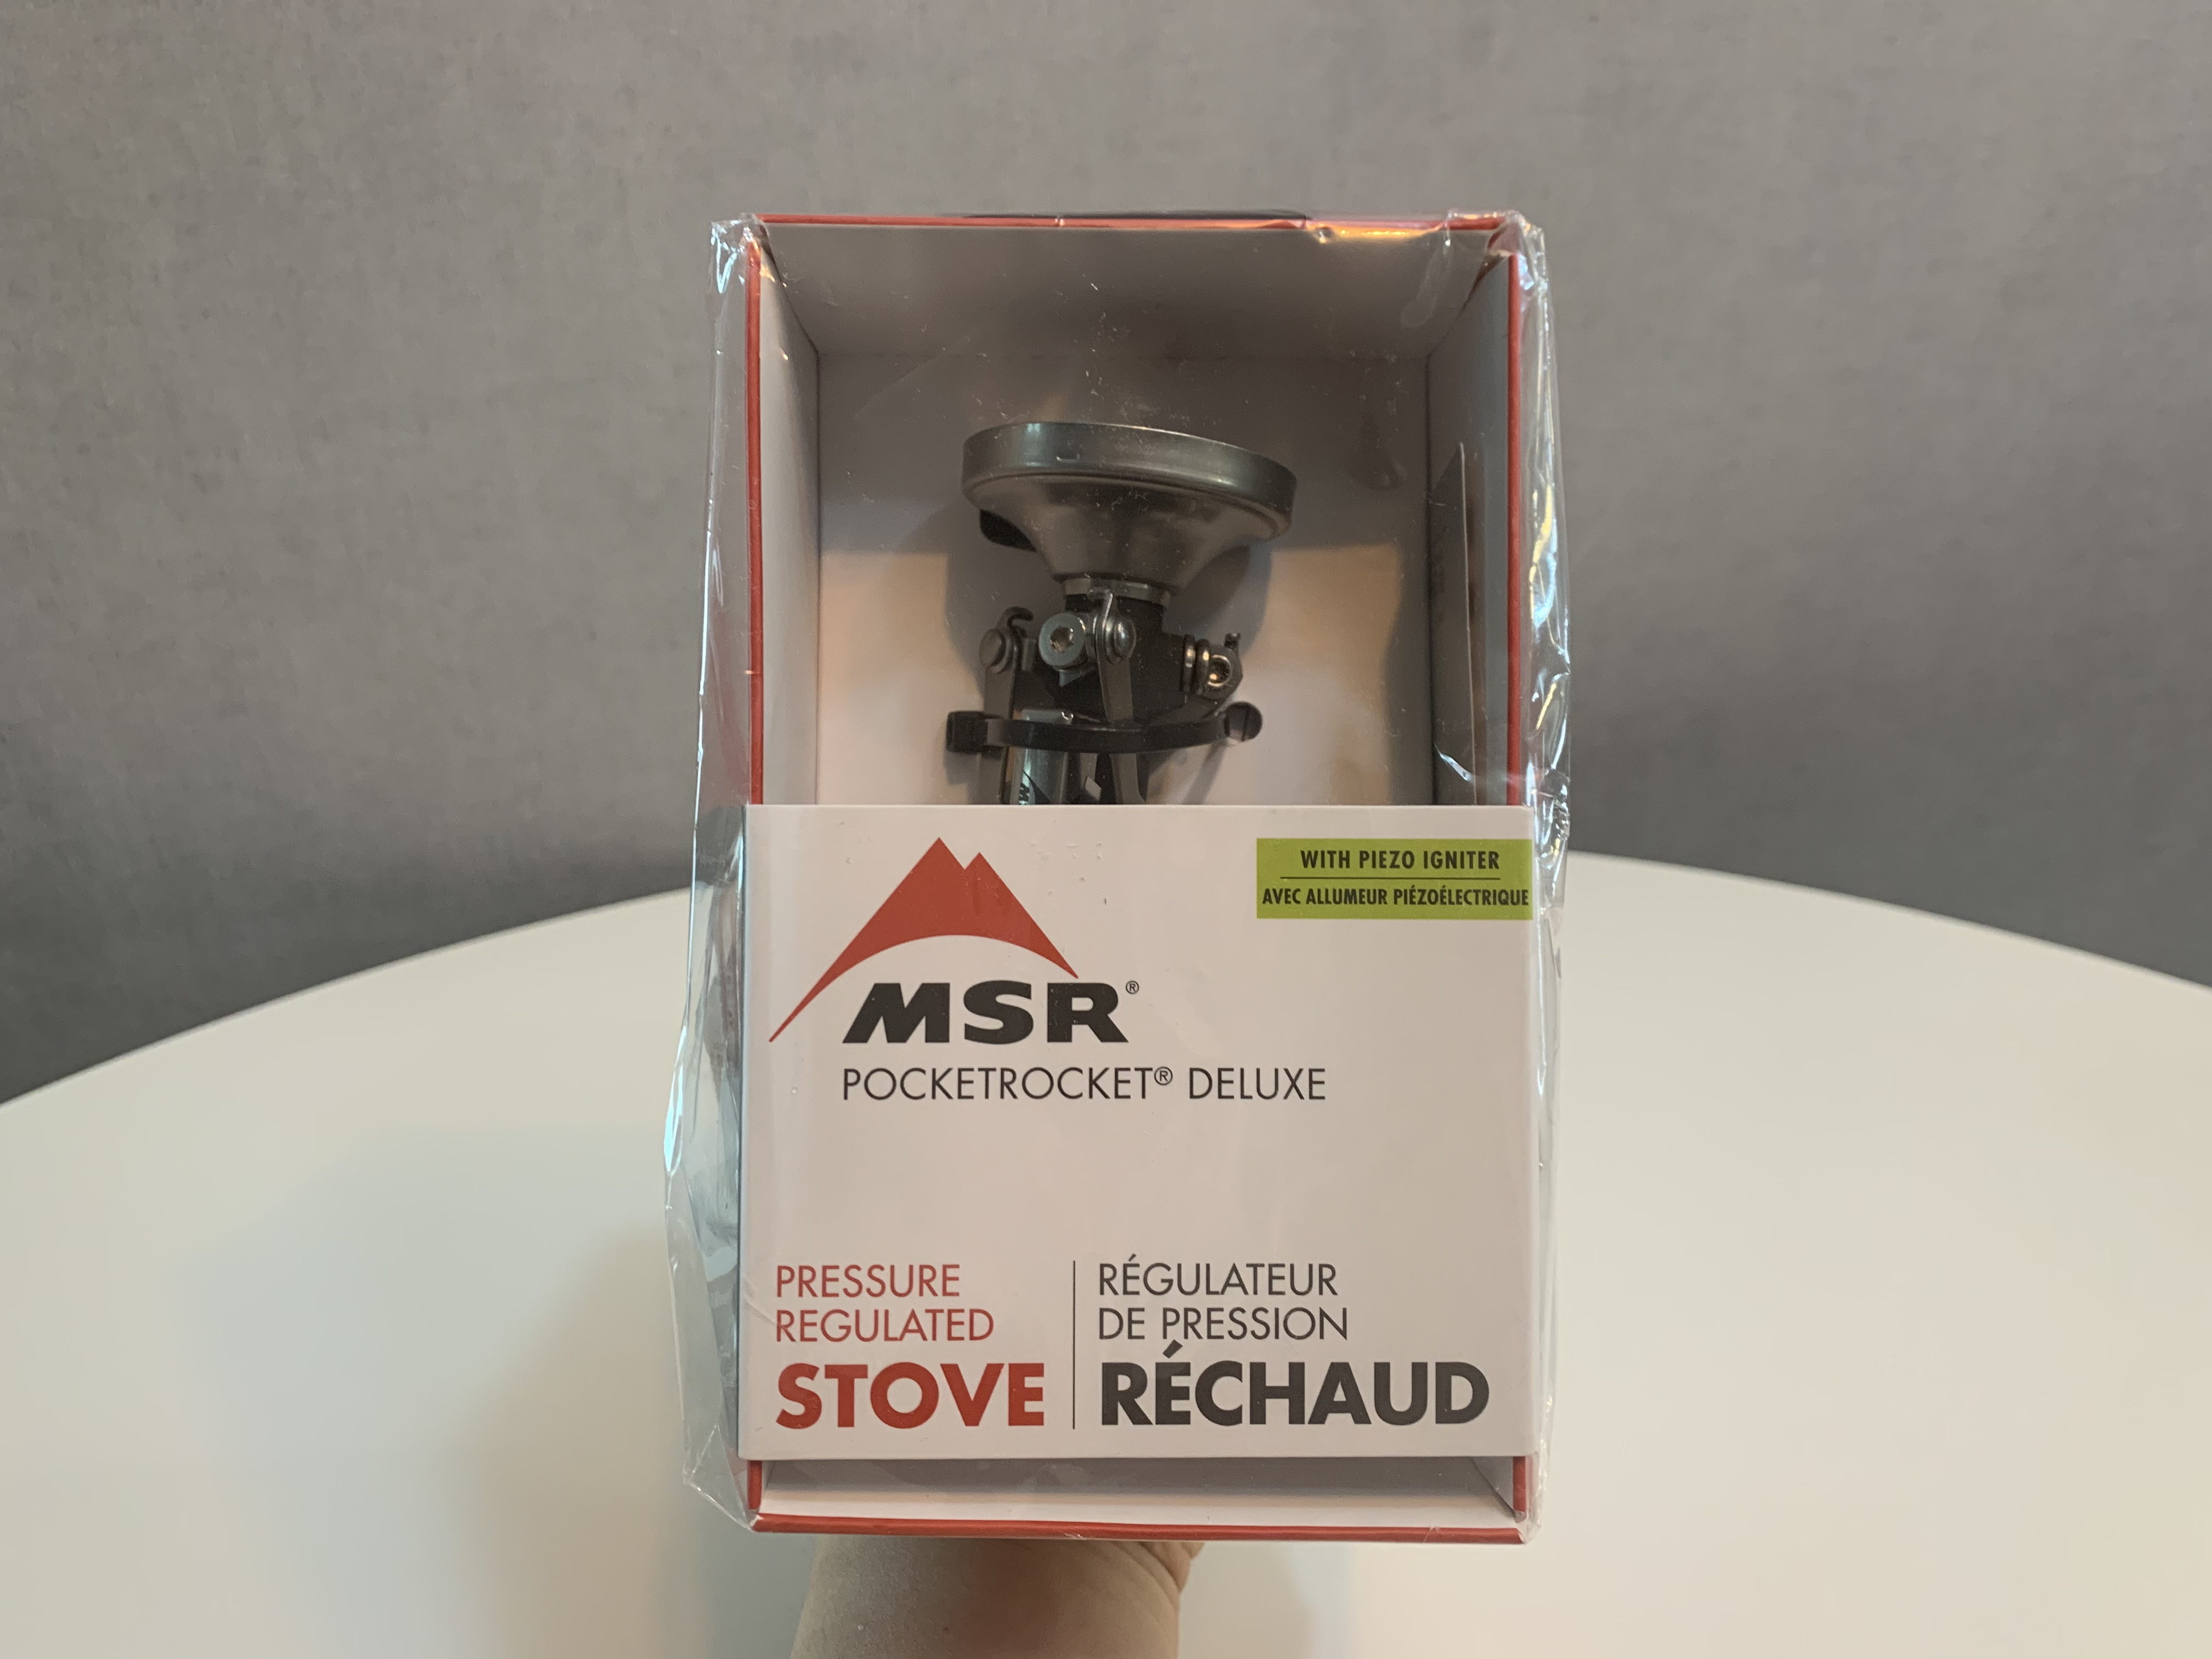 WITH PIEZO IGNITER
AVEC ALLUMEUR PIÉZOÉLECTRIQUE
MSR®
POCKETROCKET® DELUXE
PRESSURE
REGULATED
STOVE
RÉGULATEUR
DE PRESSION
RÉCHAUD